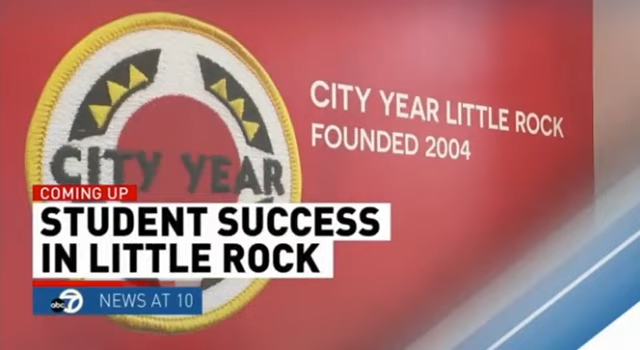 CITY YEAR
CITY YEAR LITTLE ROCK
FOUNDED 2004
COMING UP
STUDENT SUCCESS
IN LITTLE ROCK
abc 7 NEWS AT 10